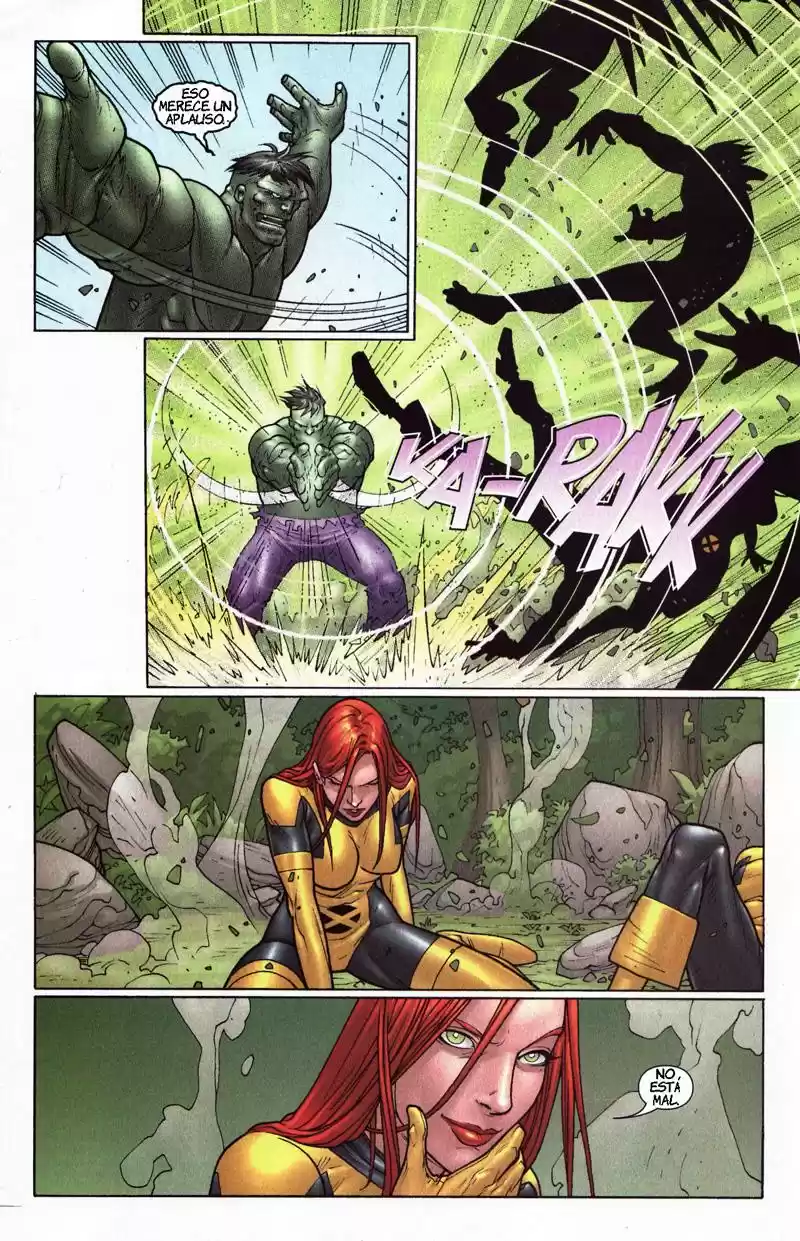 ESO
MERECE UN
APLAUSO.
KA-RAKK
NO
ESTÁ
MAL.